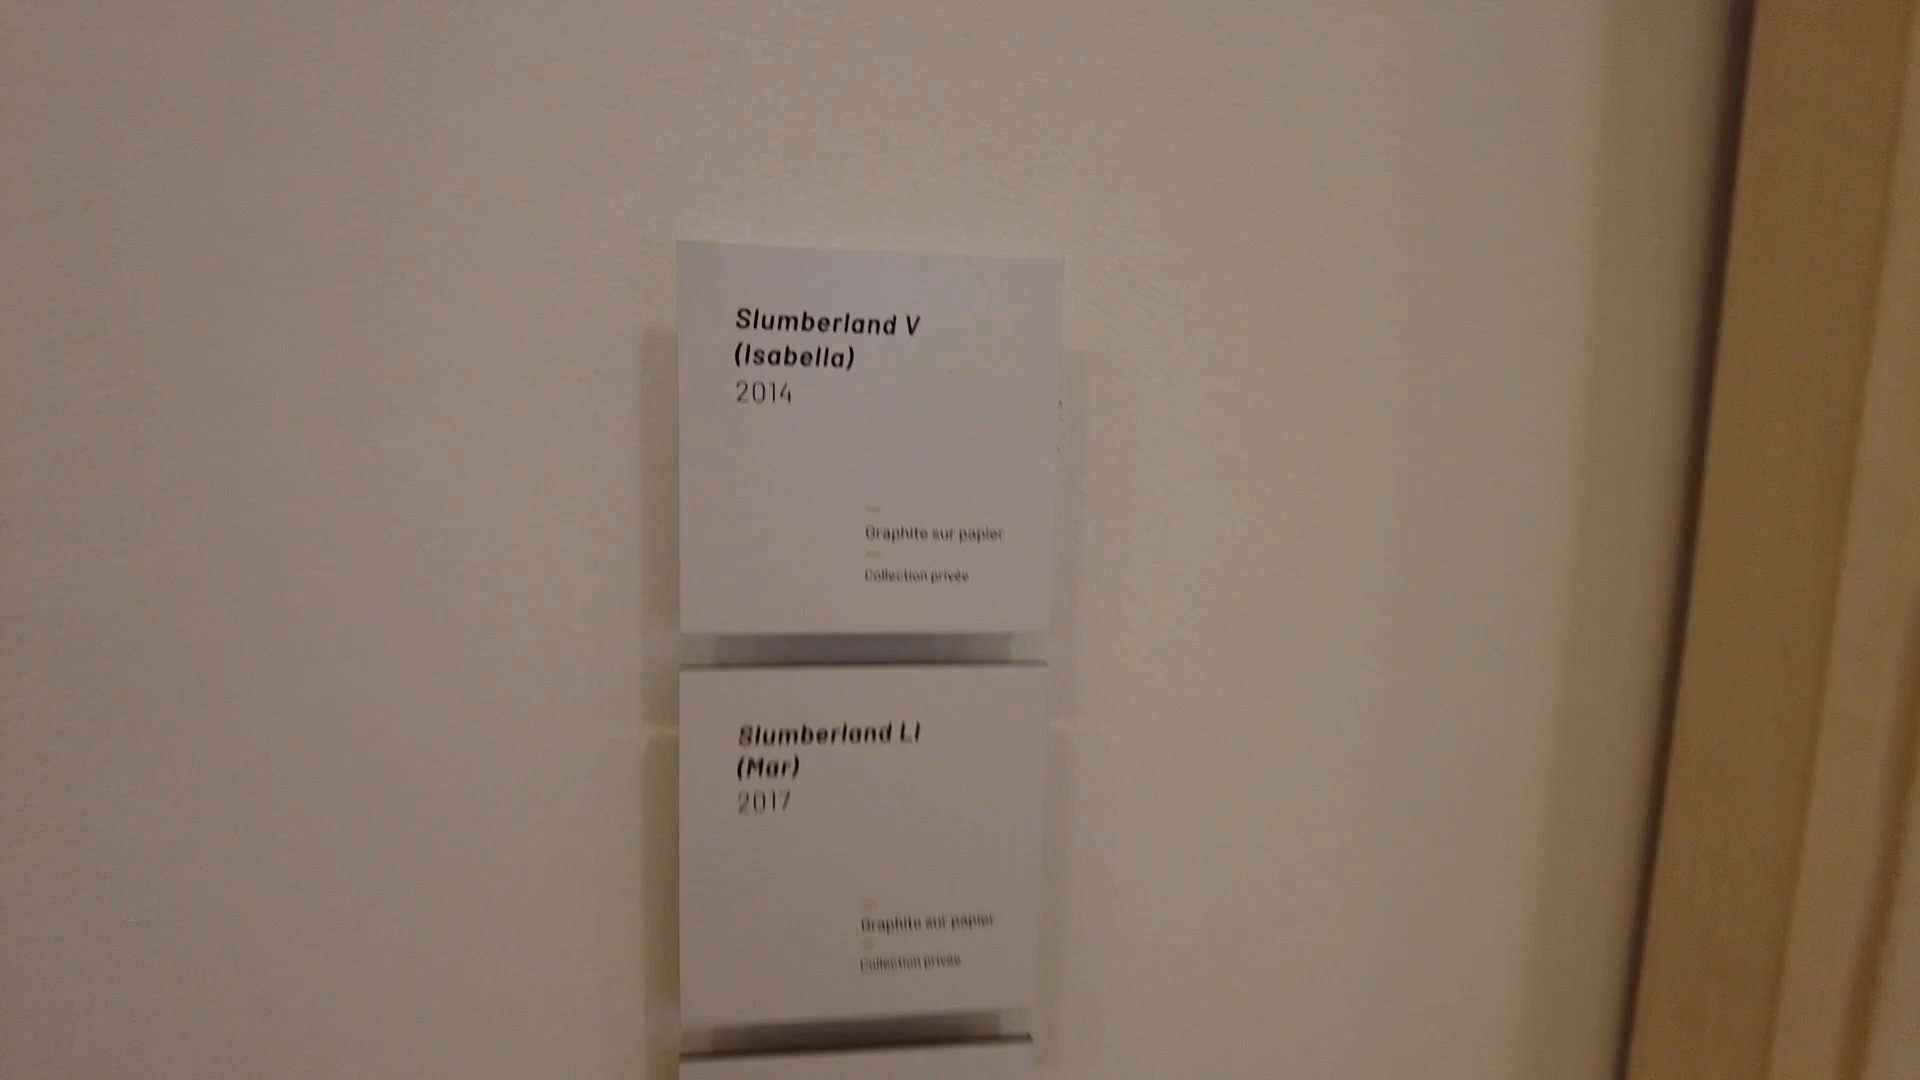 Slumberland V
(Isabella)
2014
Graphite sur papier
Collection privée
Slumberland LI
(Mar)
2017
Graphite sur papier
Collection privée